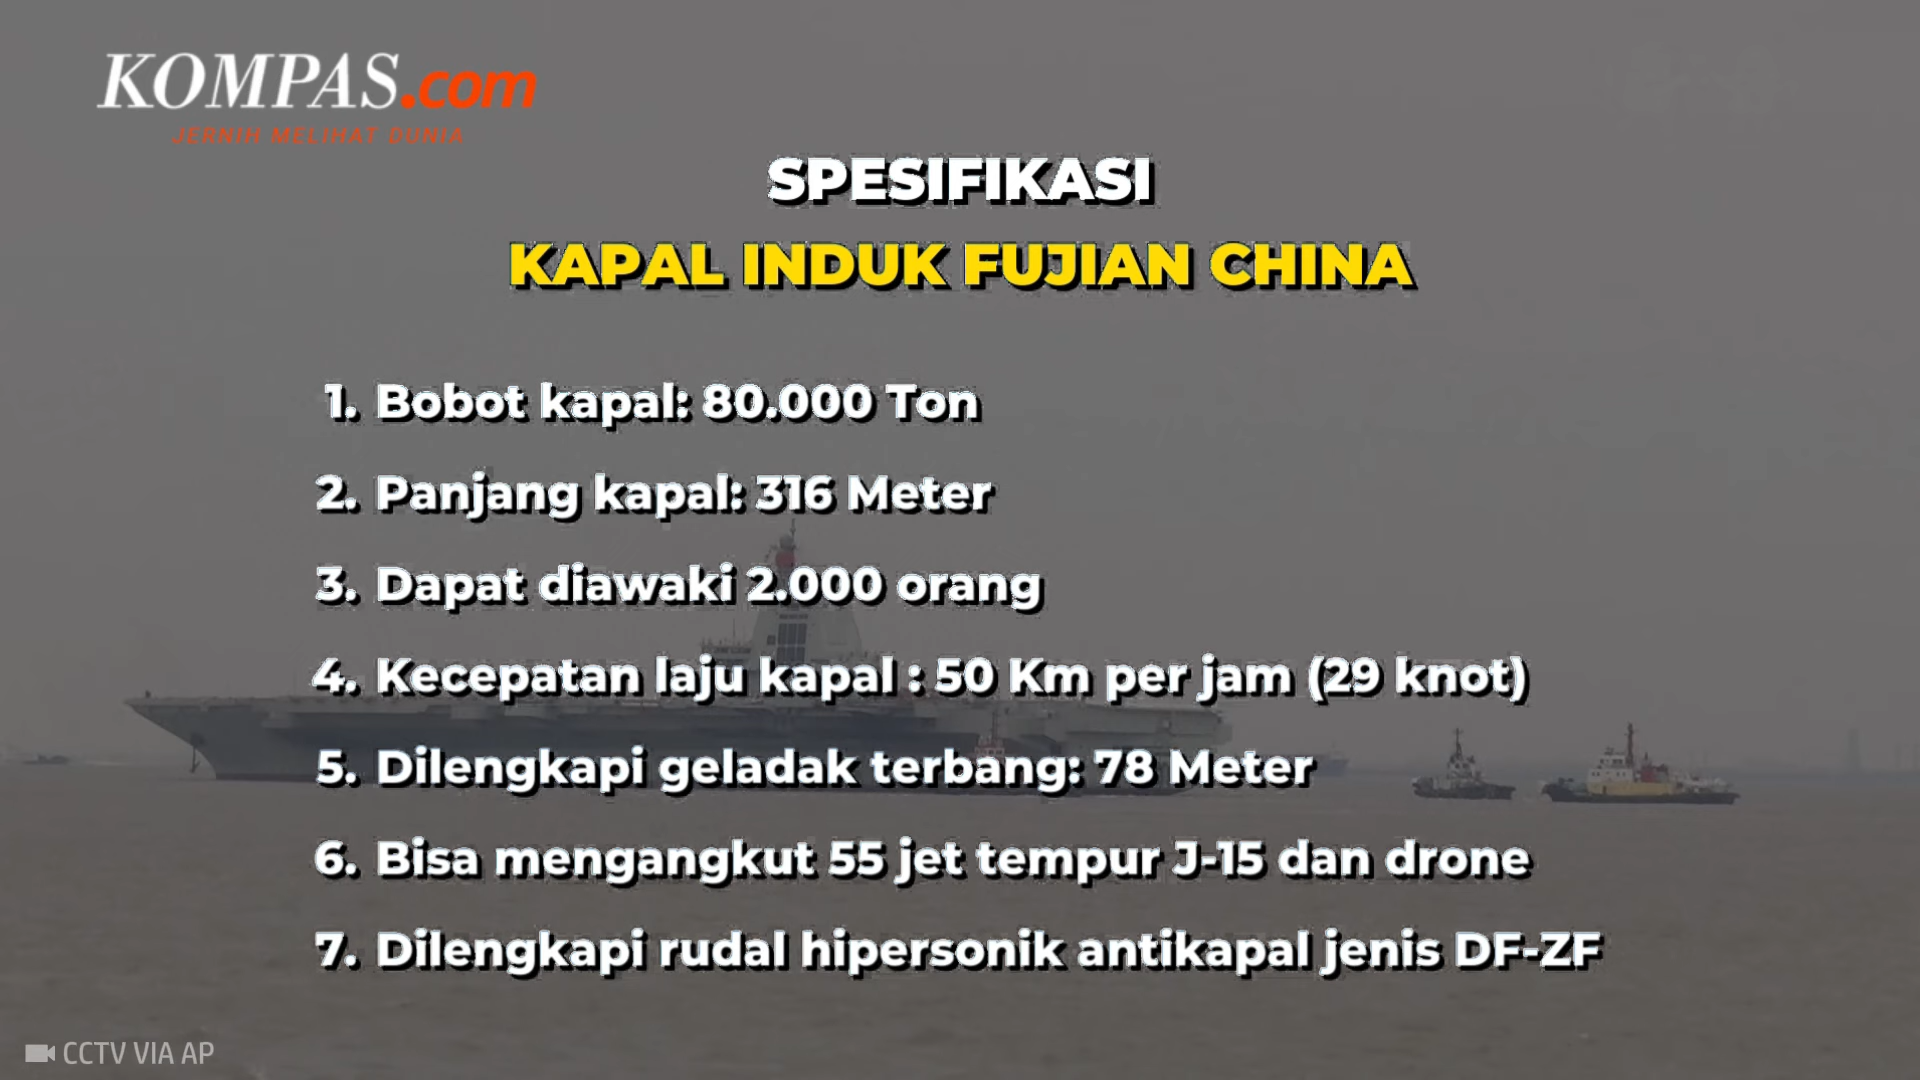 KOMPAS.com
JERNIH MELIHAT DUNIA
SPESIFIKASI
KAPAL INDUK FUJIAN CHINA
1. Bobot kapal: 80.000 Ton
2. Panjang kapal: 316 Meter
3. Dapat diawaki 2.000 orang
4. Kecepatan laju kapal : 50 Km per jam (29 knot)
5. Dilengkapi geladak terbang: 78 Meter
6. Bisa mengangkut 55 jet tempur J-15 dan drone
7. Dilengkapi rudal hipersonik antikapal jenis DF-ZF
CCTV VIA AP